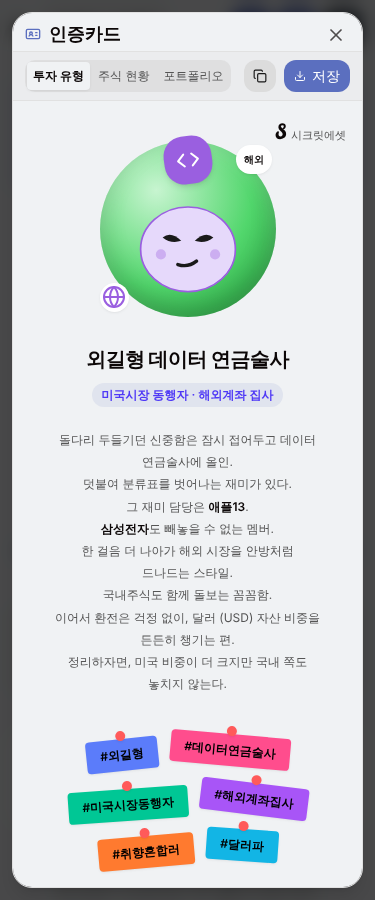 인증카드
투자 유형 주식 현황 포트폴리오 저장
S 시크릿에셋
해외
외길형 데이터 연금술사
미국시장 동행자 · 해외계좌 집사
돌다리 두들기던 신중함은 잠시 접어두고 데이터
연금술사에 올인.
덧붙여 분류표를 벗어나는 재미가 있다.
그 재미 담당은 애플13.
삼성전자도 빼놓을 수 없는 멤버.
한 걸음 더 나아가 해외 시장을 안방처럼
드나드는 스타일.
국내주식도 함께 돌보는 꼼꼼함.
이어서 환전은 걱정 없이, 달러 (USD) 자산 비중을
든든히 챙기는 편.
정리하자면, 미국 비중이 더 크지만 국내 쪽도
놓치지 않는다.
#외길형 #데이터연금술사
#미국시장동행자 #해외계좌집사
#취향혼합러 #달러파